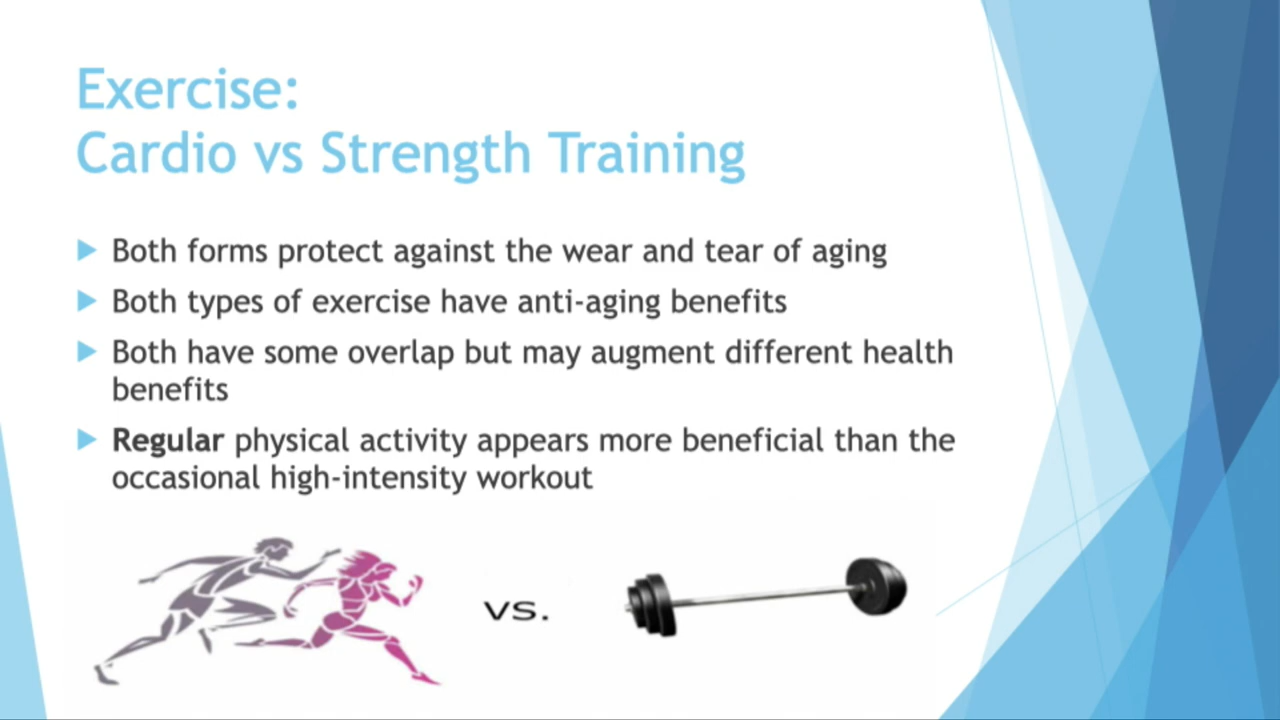 Exercise:
Cardio vs Strength Training
Both forms protect against the wear and tear of aging
Both types of exercise have anti-aging benefits
Both have some overlap but may augment different health
benefits
Regular physical activity appears more beneficial than the
occasional high-intensity workout
vs.